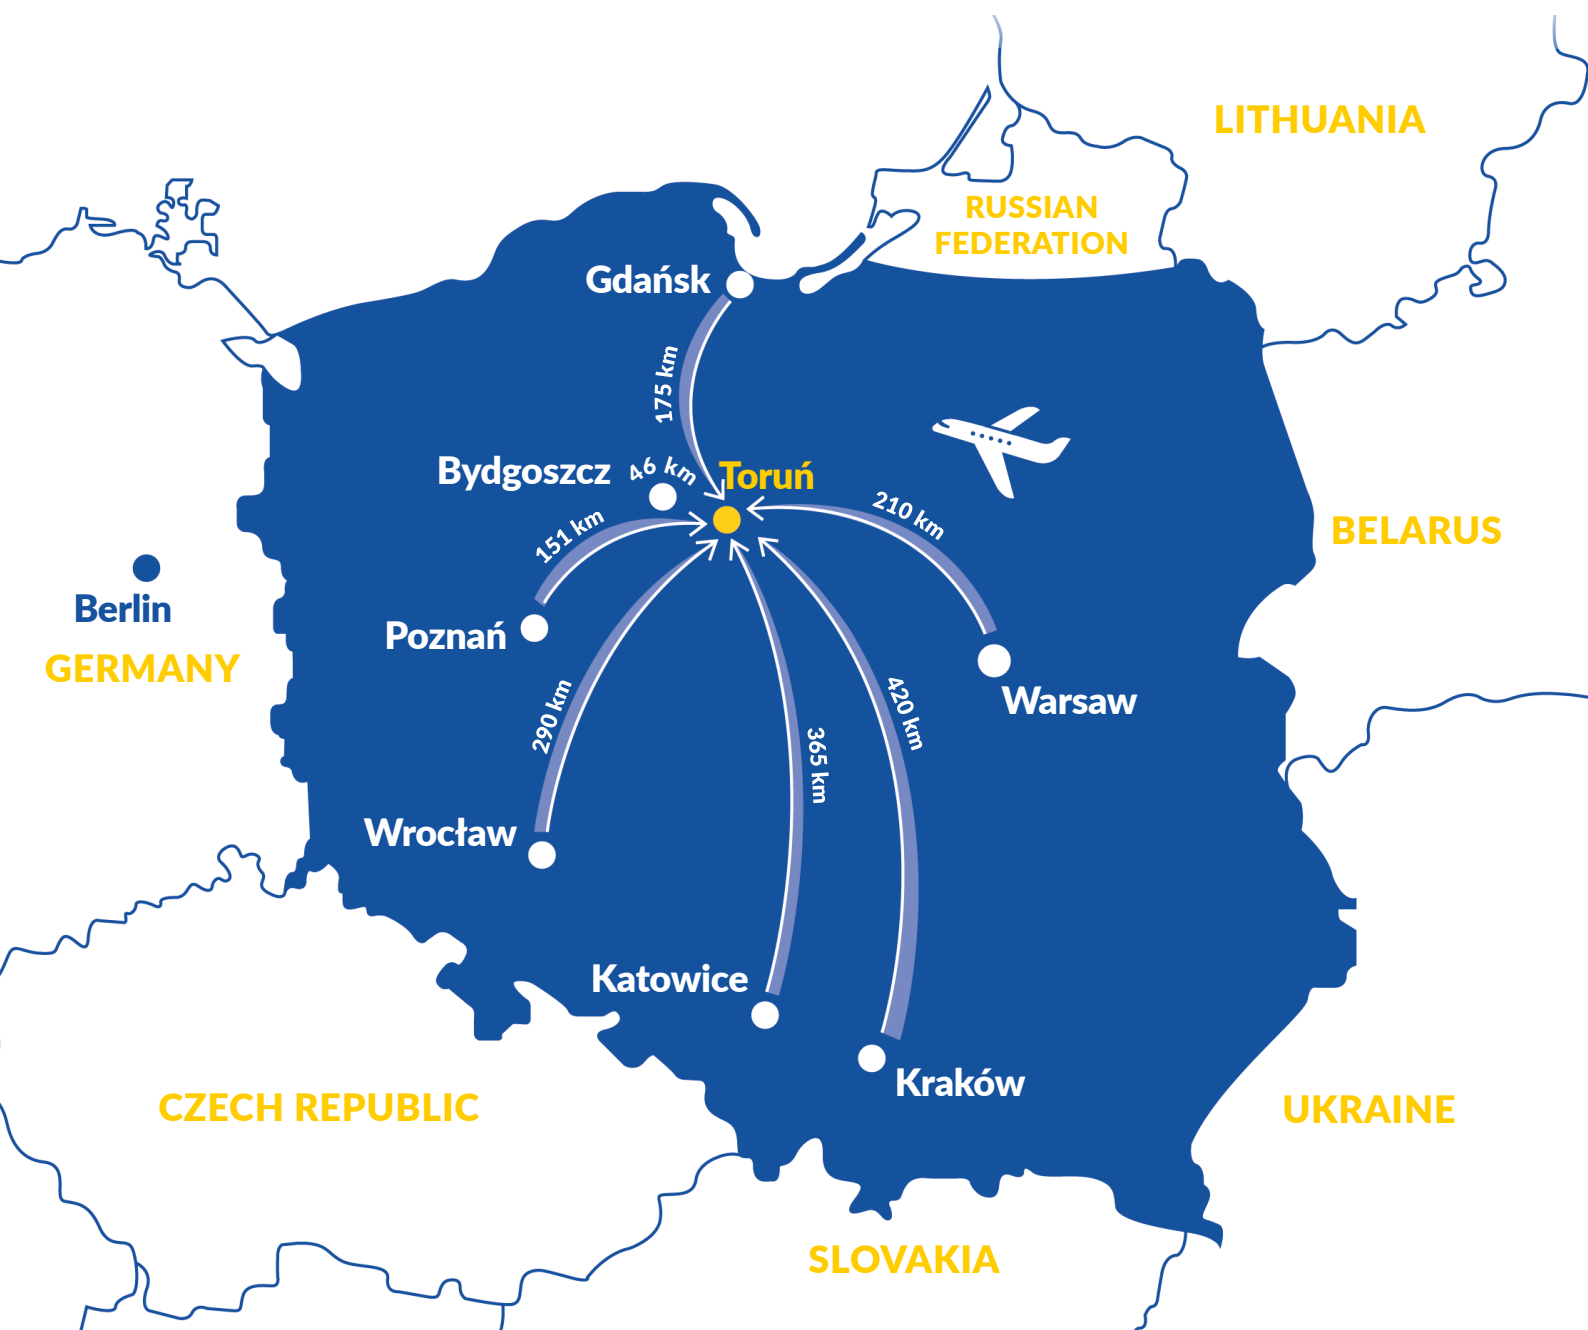 LITHUANIA
RUSSIAN
FEDERATION
Gdańsk
175 km
Bydgoszcz
46 km
Toruń
210 km
151 km
BELARUS
Berlin
Poznań
GERMANY
Warsaw
290 km
420 km
365 km
Wrocław
Katowice
Kraków
CZECH REPUBLIC
UKRAINE
SLOVAKIA